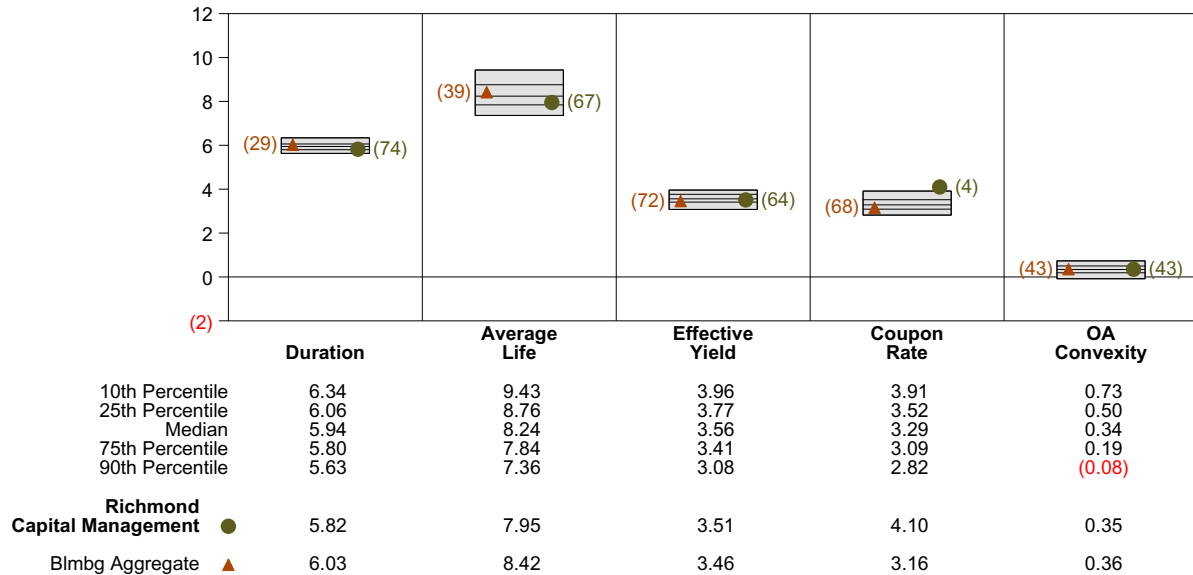 12
10
8
6
4
2
0
(2)
(29) (74)
(39) (67)
(72) (64)
(68) (4)
(43) (43)
Duration Average Life Effective Yield Coupon Rate OA Convexity
10th Percentile 6.34 9.43 3.96 3.91 0.73
25th Percentile 6.06 8.76 3.77 3.52 0.50
Median 5.94 8.24 3.56 3.29 0.34
75th Percentile 5.80 7.84 3.41 3.09 0.19
90th Percentile 5.63 7.36 3.08 2.82 (0.08)
Richmond
Capital Management 5.82 7.95 3.51 4.10 0.35
Blmbg Aggregate 6.03 8.42 3.46 3.16 0.36